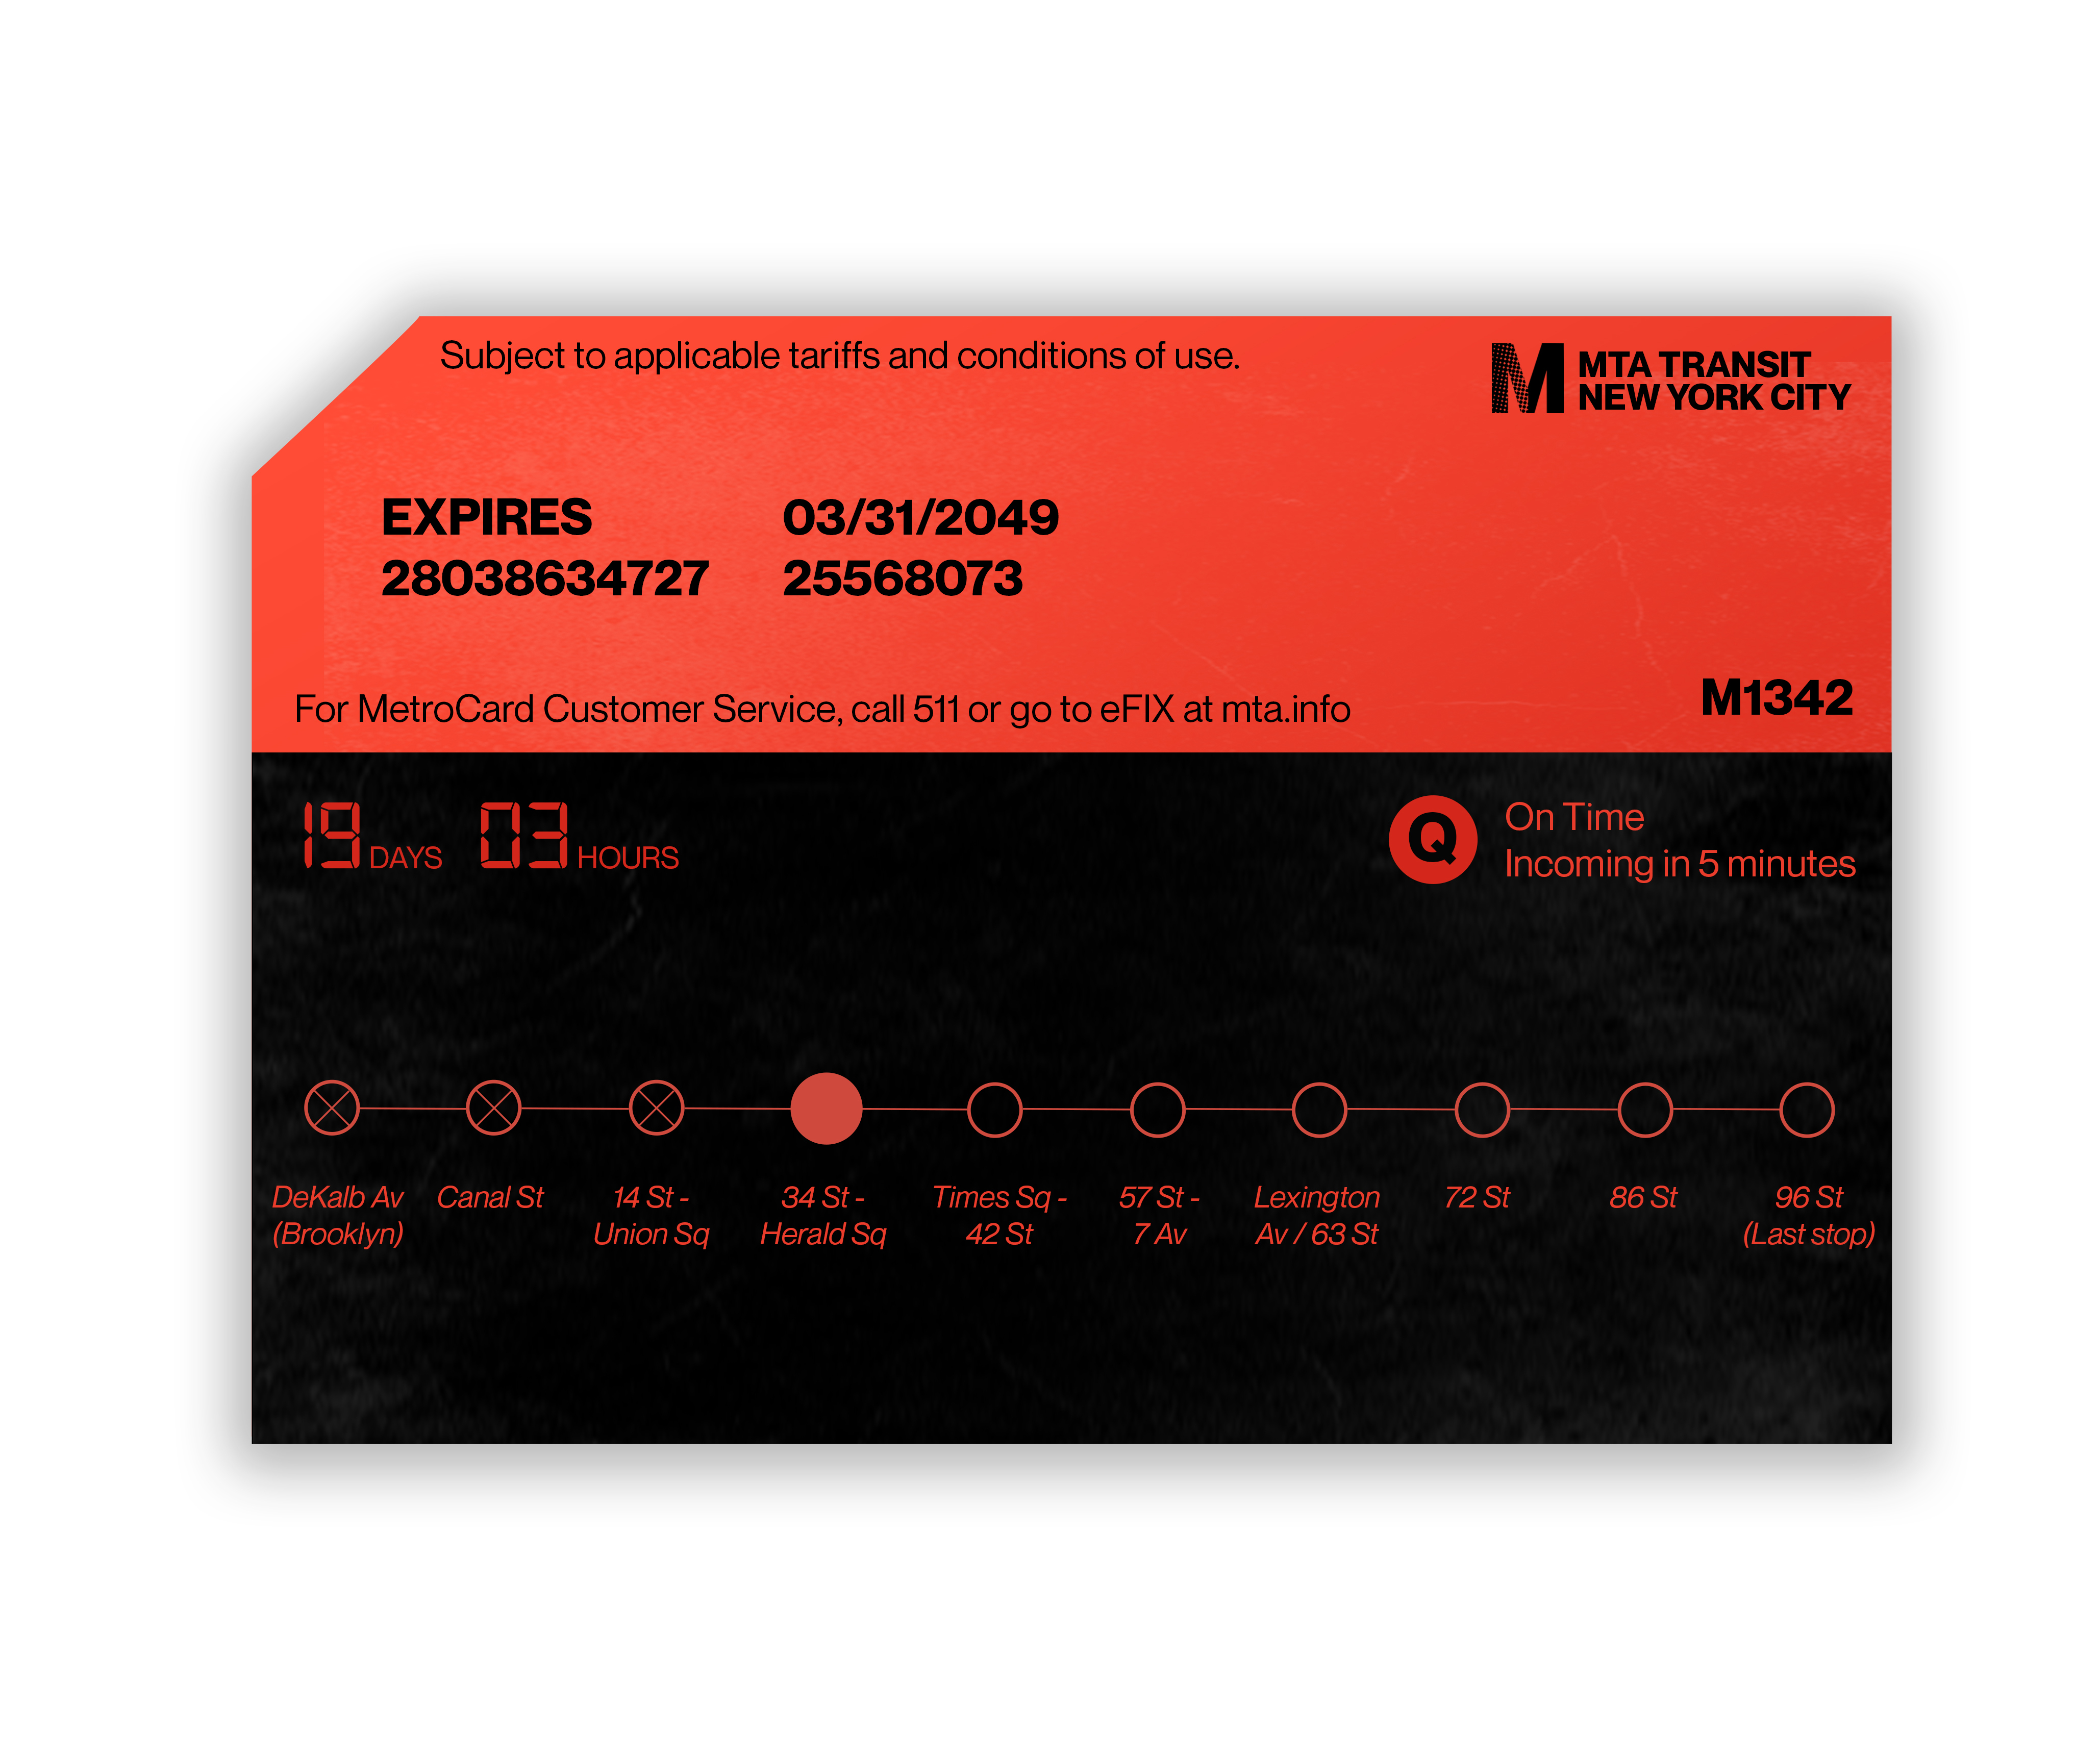 Subject to applicable tariffs and conditions of use.
M MTA TRANSIT
NEW YORK CITY
EXPIRES 03/31/2049
28038634727 25568073
For MetroCard Customer Service, call 511 or go to eFIX at mta.info
M1342
19 DAYS 03 HOURS
Q On Time
Incoming in 5 minutes
DeKalb Av
(Brooklyn)
Canal St
14 St -
Union Sq
34 St -
Herald Sq
Times Sq -
42 St
57 St -
7 Av
Lexington
Av / 63 St
72 St
86 St
96 St
(Last stop)